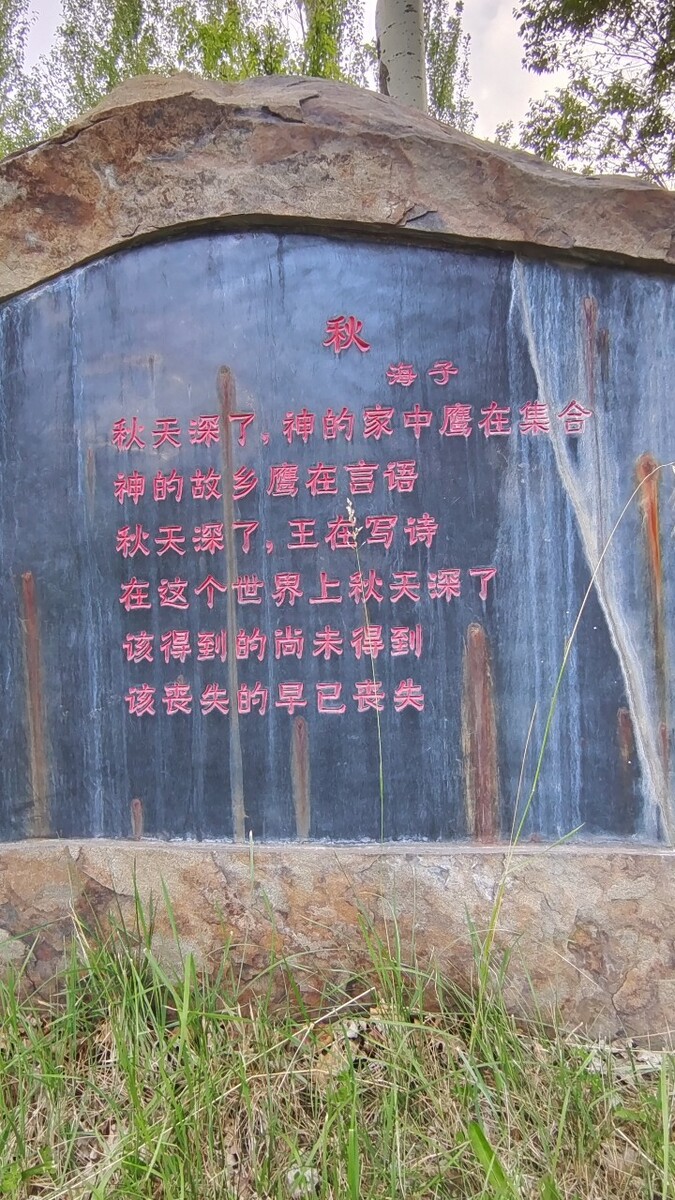 秋
海子
秋天深了,神的家中鹰在集合
神的故乡鹰在言语
秋天深了,王在写诗
在这个世界上秋天深了
该得到的尚未得到
该丧失的早已丧失